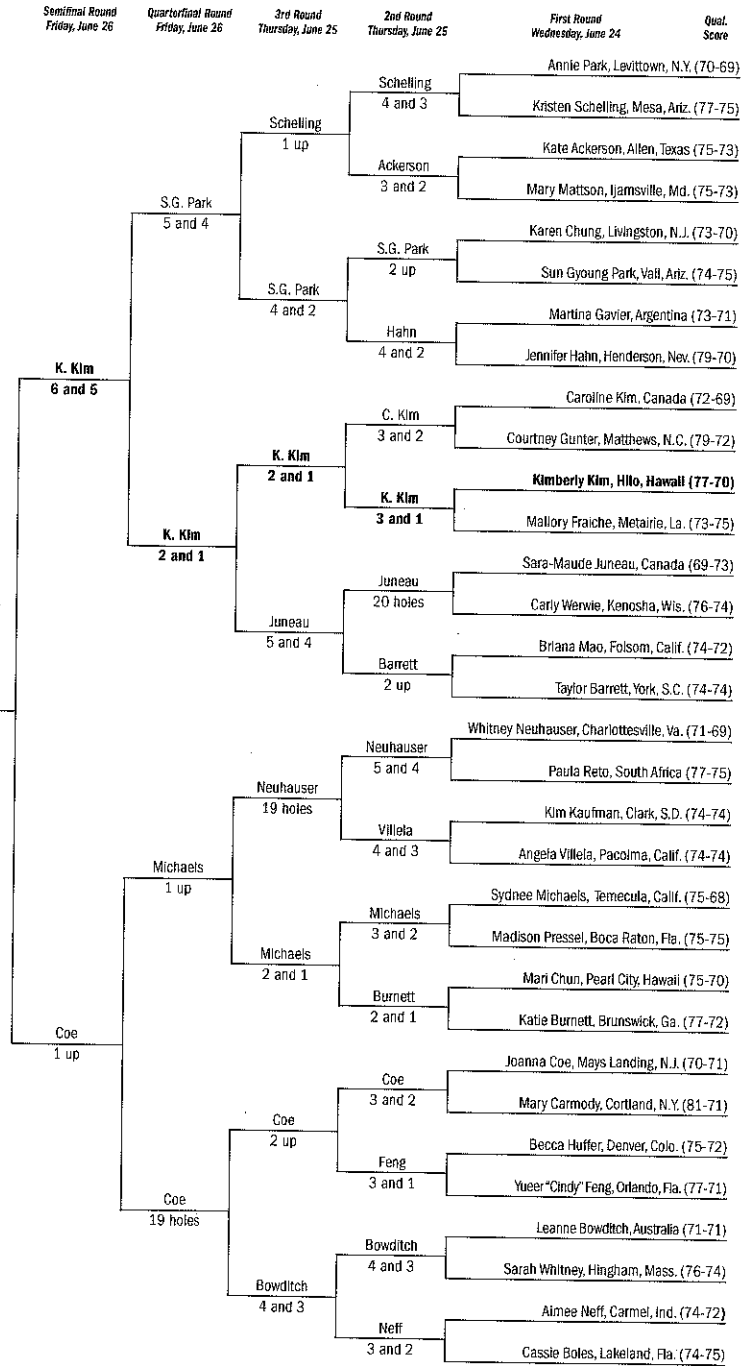 Semifinal Round
Friday, June 26
Quarterfinal Round
Friday, June 26
3rd Round
Thursday, June 25
2nd Round
Thursday, June 25
First Round
Wednesday, June 24
Qual.
Score
Annie Park, Levittown, N.Y. (70-69)
Schelling
4 and 3
Kristen Schelling, Mesa, Ariz. (77-75)
Schelling
1 up
Kate Ackerson, Allen, Texas (75-73)
Ackerson
3 and 2
Mary Mattson, Ijamsville, Md. (75-73)
S.G. Park
5 and 4
Karen Chung, Livingston, N.J. (73-70)
S.G. Park
2 up
Sun Gyoung Park, Vail, Ariz. (74-75)
S.G. Park
4 and 2
Martina Gavier, Argentina (73-71)
Hahn
4 and 2
Jennifer Hahn, Henderson, Nev. (79-70)
K. Kim
6 and 5
Caroline Kim, Canada (72-69)
C. Kim
3 and 2
Courtney Gunter, Matthews, N.C. (79-72)
K. Kim
2 and 1
Kimberly Kim, Hilo, Hawaii (77-70)
K. Kim
3 and 1
Mallory Fraiche, Metairie, La. (73-75)
K. Kim
2 and 1
Sara-Maude Juneau, Canada (69-73)
Juneau
20 holes
Carly Werwie, Kenosha, Wis. (76-74)
Juneau
5 and 4
Briana Mao, Folsom, Calif. (74-72)
Barrett
2 up
Taylor Barrett, York, S.C. (74-74)
Whitney Neuhauser, Charlottesville, Va. (71-69)
Neuhauser
5 and 4
Paula Reto, South Africa (77-75)
Neuhauser
19 holes
Kim Kaufman, Clark, S.D. (74-74)
Villela
4 and 3
Angela Villela, Pacoima, Calif. (74-74)
Michaels
1 up
Sydnee Michaels, Temecula, Calif. (75-68)
Michaels
3 and 2
Madison Pressel, Boca Raton, Fla. (75-75)
Michaels
2 and 1
Mari Chun, Pearl City, Hawaii (75-70)
Burnett
2 and 1
Katie Burnett, Brunswick, Ga. (77-72)
Coe
1 up
Joanna Coe, Mays Landing, N.J. (70-71)
Coe
3 and 2
Mary Carmody, Cortland, N.Y. (81-71)
Coe
2 up
Becca Huffer, Denver, Colo. (75-72)
Feng
3 and 1
Yueer "Cindy" Feng, Orlando, Fla. (77-71)
Coe
19 holes
Leanne Bowditch, Australia (71-71)
Bowditch
4 and 3
Sarah Whitney, Hingham, Mass. (76-74)
Bowditch
4 and 3
Aimee Neff, Carmel, Ind. (74-72)
Neff
3 and 2
Cassie Boles, Lakeland, Fla. (74-75)